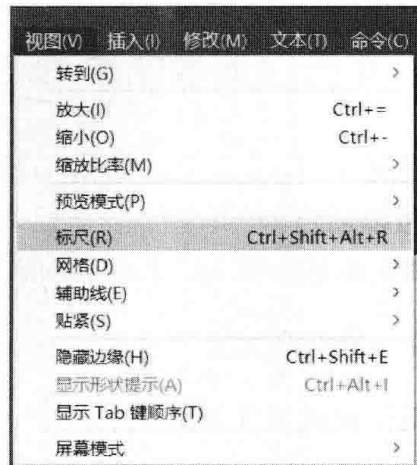 视图(V) 插入(I) 修改(M) 文本(T) 命令(C)
转到(G) >
放大(I) Ctrl+=
缩小(O) Ctrl+-
缩放比率(M) >
预览模式(P) >
标尺(R) Ctrl+Shift+Alt+R
网格(D) >
辅助线(E) >
贴紧(S) >
隐藏边缘(H) Ctrl+Shift+E
显示形状提示(A) Ctrl+Alt+I
显示 Tab 键顺序(T)
屏幕模式 >